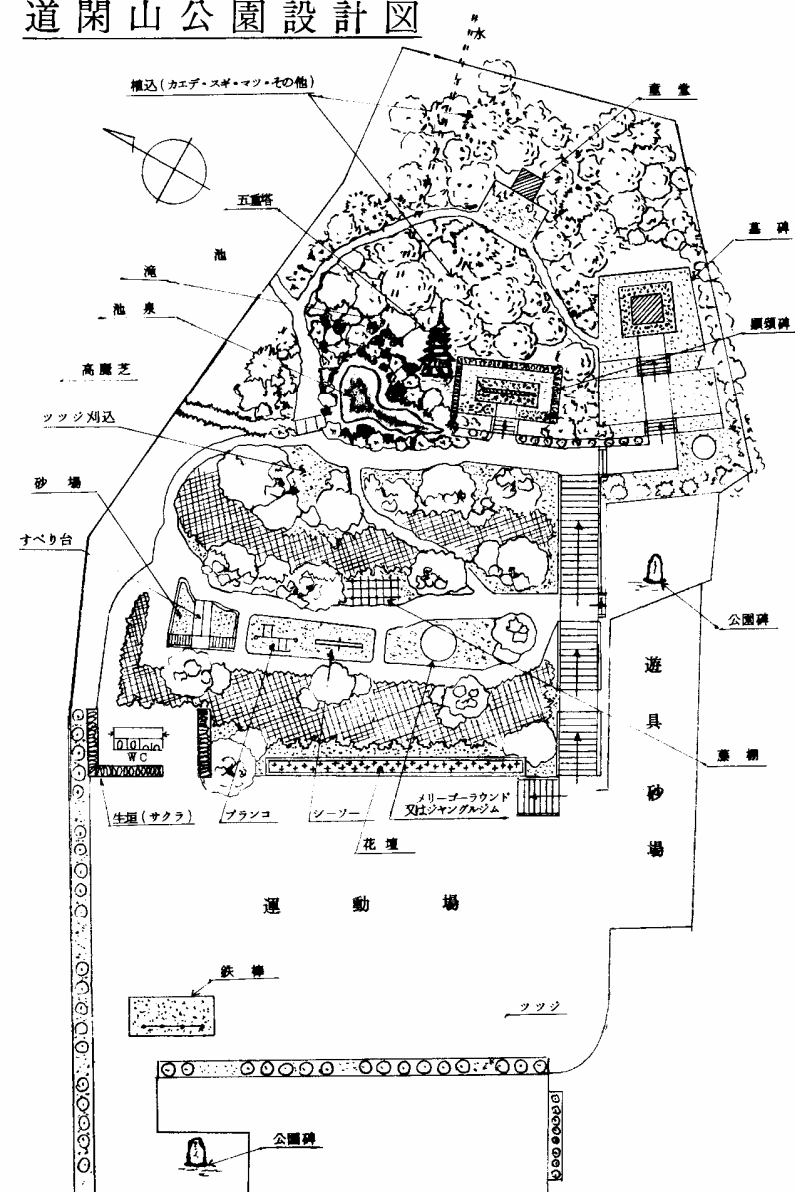 道閑山公園設計図
水
植込(カエデ・スギ・マツ・その他)
五重塔
墓碑
池
滝
池泉
顕頌碑
高麗芝
ツツジ刈込
砂場
すべり台
公園碑
遊具砂場
藤棚
WC
生垣(サクラ)
ブランコ
シーソー
メリーゴーラウンド
又はジャングルジム
花壇
運動場
鉄棒
ツツジ
公園碑